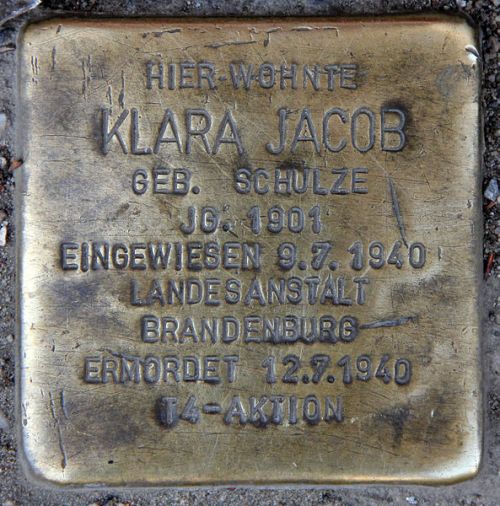 HIER WOHNTE
KLARA JACOB
GEB. SCHULZE
JG. 1901
EINGEWIESEN 9.7.1940
LANDESANSTALT
BRANDENBURG
ERMORDET 12.7.1940
T4-AKTION